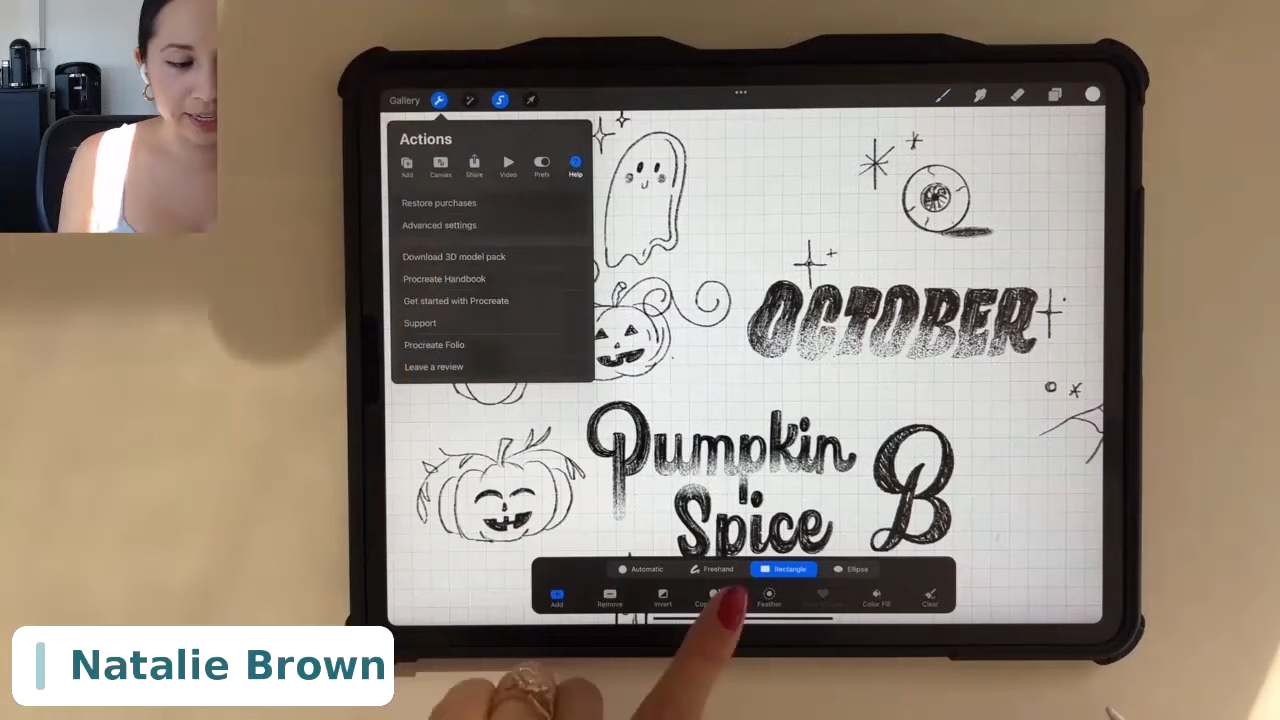 Gallery
Actions
Add Canvas Share Video Prefs Help
Restore purchases
Advanced settings
Download 3D model pack
Procreate Handbook
Get started with Procreate
Support
Procreate Folio
Leave a review
OCTOBER
Pumpkin
Spice
B
Automatic Freehand Rectangle Ellipse
Add Remove Invert Feather Color Fill Clear
Natalie Brown